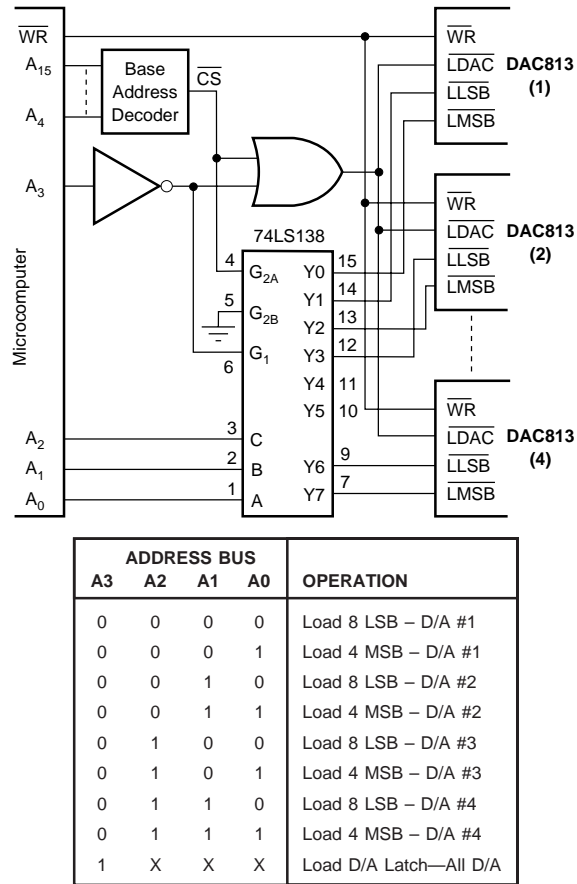 WR
A15
A4
A3
Microcomputer
A2
A1
A0
Base
Address
Decoder
CS
74LS138
4 G2A
5 G2B
6 G1
3 C
2 B
1 A
Y0 15
Y1 14
Y2 13
Y3 12
Y4 11
Y5 10
Y6 9
Y7 7
WR
LDAC
LLSB
LMSB
DAC813
(1)
WR
LDAC
LLSB
LMSB
DAC813
(2)
WR
LDAC
LLSB
LMSB
DAC813
(4)
ADDRESS BUS
A3 A2 A1 A0 OPERATION
0 0 0 0 Load 8 LSB – D/A #1
0 0 0 1 Load 4 MSB – D/A #1
0 0 1 0 Load 8 LSB – D/A #2
0 0 1 1 Load 4 MSB – D/A #2
0 1 0 0 Load 8 LSB – D/A #3
0 1 0 1 Load 4 MSB – D/A #3
0 1 1 0 Load 8 LSB – D/A #4
0 1 1 1 Load 4 MSB – D/A #4
1 X X X Load D/A Latch—All D/A